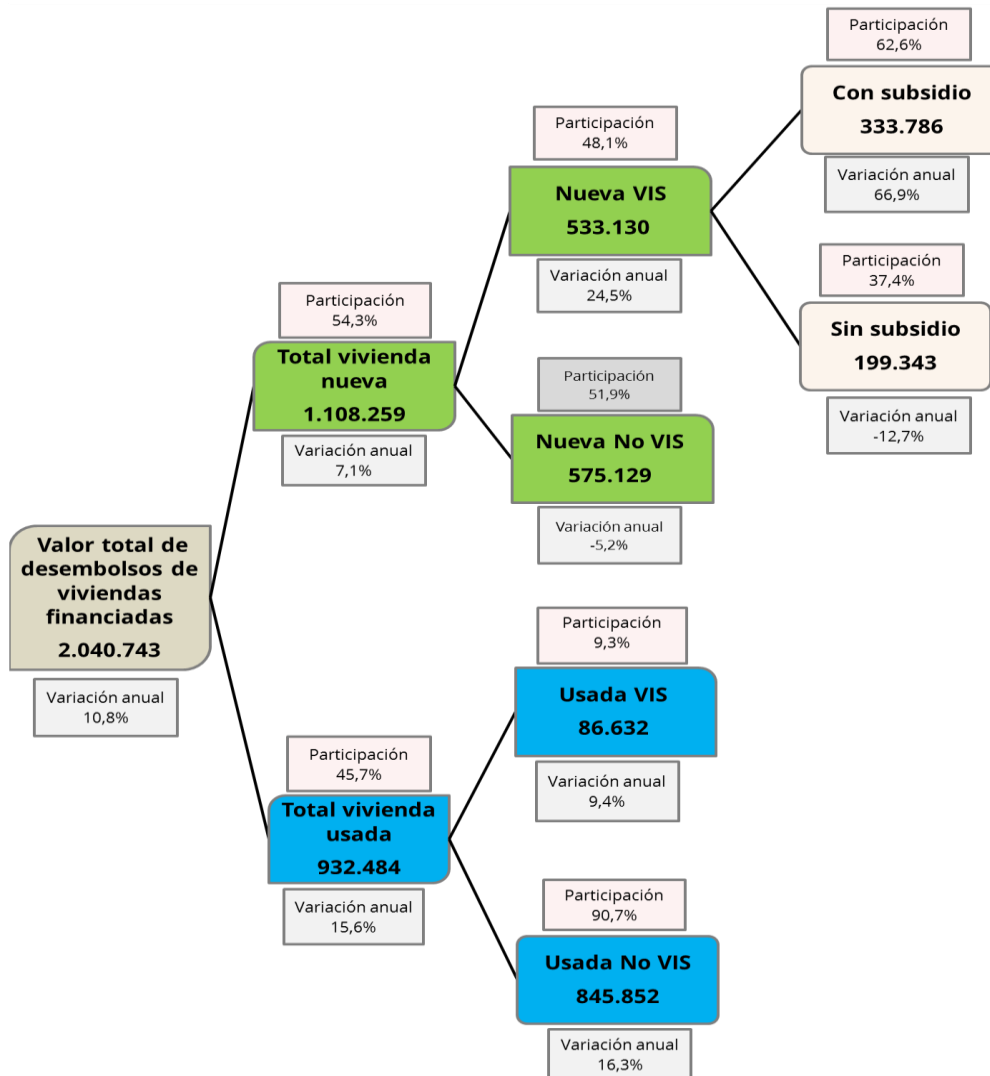 Participación
62,6%
Con subsidio
333.786
Variación anual
66,9%
Participación
48,1%
Nueva VIS
533.130
Variación anual
24,5%
Participación
37,4%
Sin subsidio
199.343
Variación anual
-12,7%
Participación
54,3%
Total vivienda
nueva
1.108.259
Variación anual
7,1%
Participación
51,9%
Nueva No VIS
575.129
Variación anual
-5,2%
Valor total de
desembolsos de
viviendas
financiadas
2.040.743
Variación anual
10,8%
Participación
9,3%
Usada VIS
86.632
Variación anual
9,4%
Participación
45,7%
Total vivienda
usada
932.484
Variación anual
15,6%
Participación
90,7%
Usada No VIS
845.852
Variación anual
16,3%